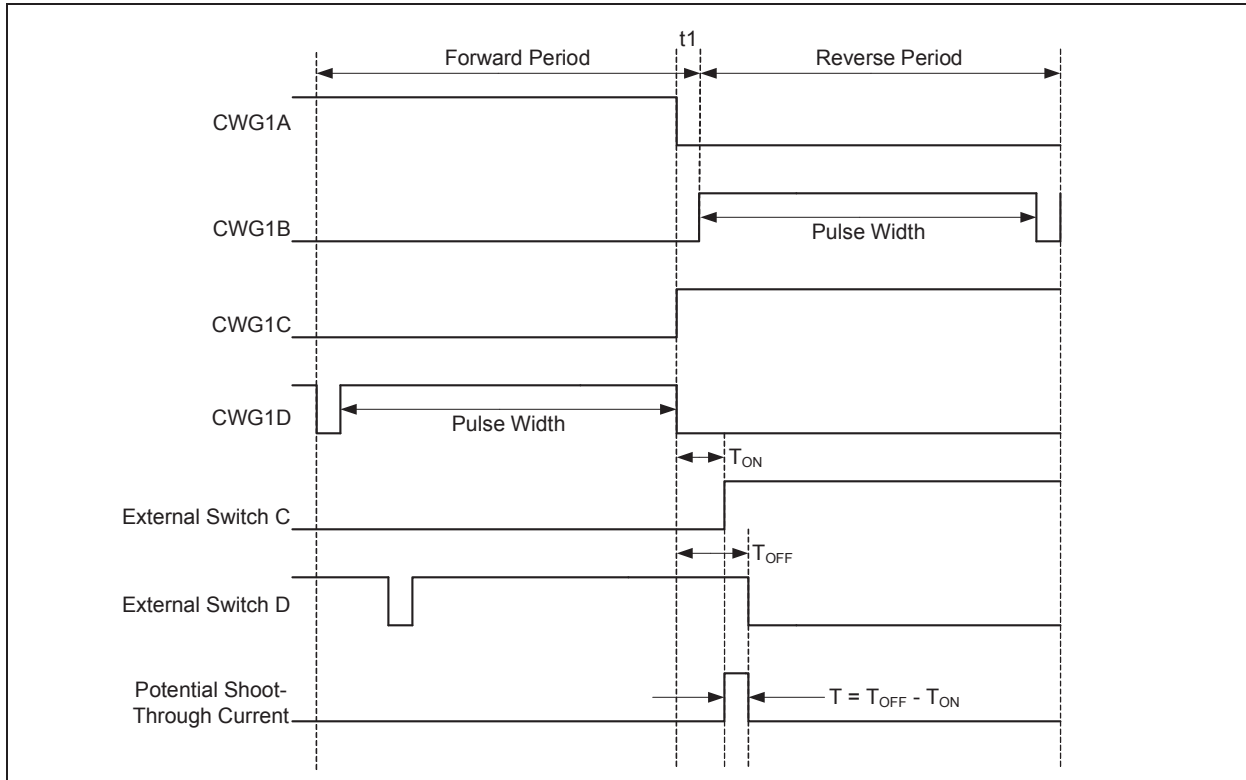 t1
Forward Period
Reverse Period
CWG1A
CWG1B
Pulse Width
CWG1C
CWG1D
Pulse Width
TON
External Switch C
TOFF
External Switch D
Potential Shoot-
Through Current
T = TOFF - TON